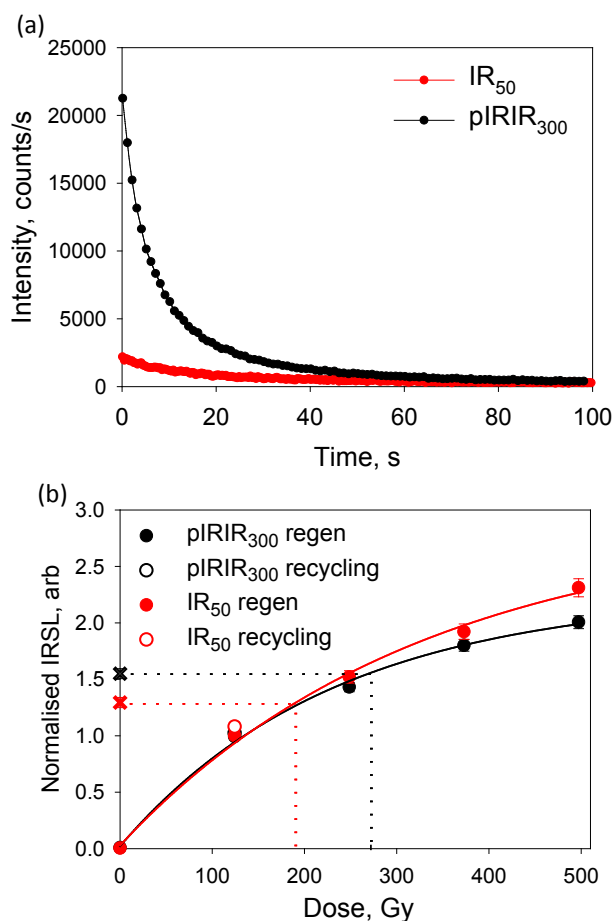 (a)
25000
20000
15000
10000
5000
0
Intensity, counts/s
IR₅₀
pIRIR₃₀₀
0 20 40 60 80 100
Time, s
(b)
3.0
2.5
2.0
1.5
1.0
0.5
0.0
Normalised IRSL, arb
pIRIR₃₀₀ regen
pIRIR₃₀₀ recycling
IR₅₀ regen
IR₅₀ recycling
0 100 200 300 400 500
Dose, Gy